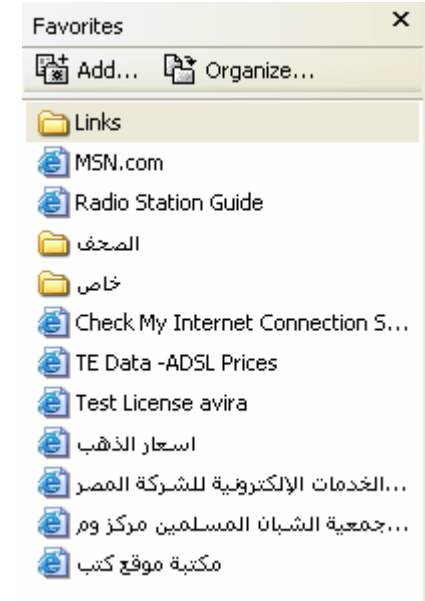 Favorites
Add... Organize...
Links
MSN.com
Radio Station Guide
الصحف
خاص
Check My Internet Connection S...
TE Data -ADSL Prices
Test License avira
اسعار الذهب
الخدمات الإلكترونية للشركة المصر...
جمعية الشبان المسلمين مركز وم...
مكتبة موقع كتب